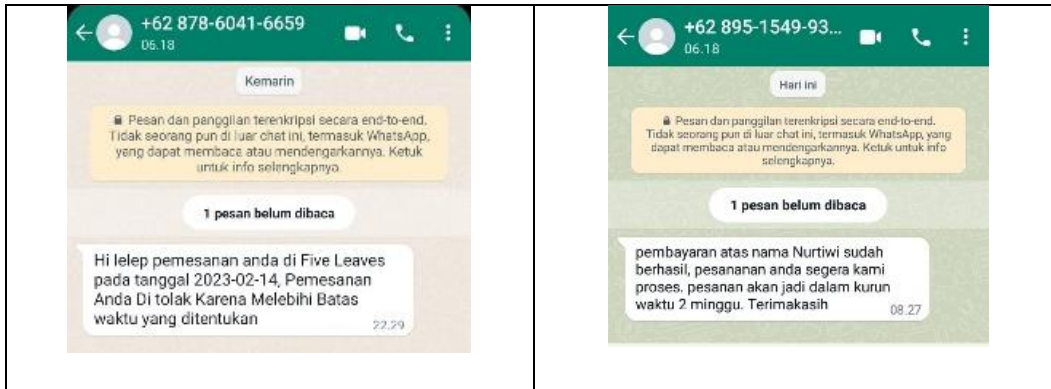 +62 878-6041-6659
06.18
Kemarin
Pesan dan panggilan terenkripsi secara end-to-end.
Tidak seorang pun di luar chat ini, termasuk WhatsApp,
yang dapat membaca atau mendengarkannya. Ketuk
untuk info selengkapnya.
1 pesan belum dibaca
Hi lelep pemesanan anda di Five Leaves
pada tanggal 2023-02-14, Pemesanan
Anda Di tolak Karena Melebihi Batas
waktu yang ditentukan
22.29
+62 895-1549-93...
06.18
Hari Ini
Pesan dan panggilan terenkripsi secara end-to-end.
Tidak seorang pun di luar chat ini, termasuk WhatsApp, yang
dapat membaca atau mendengarkannya. Ketuk untuk info
selengkapnya.
1 pesan belum dibaca
pembayaran atas nama Nurtiwi sudah
berhasil, pesananan anda segera kami
proses. pesanan akan jadi dalam kurun
waktu 2 minggu. Terimakasih
08.27